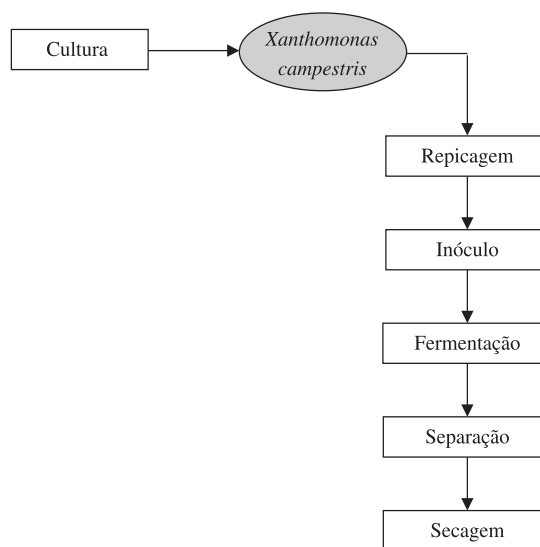 Cultura
Xanthomonas
campestris
Repicagem
Inóculo
Fermentação
Separação
Secagem